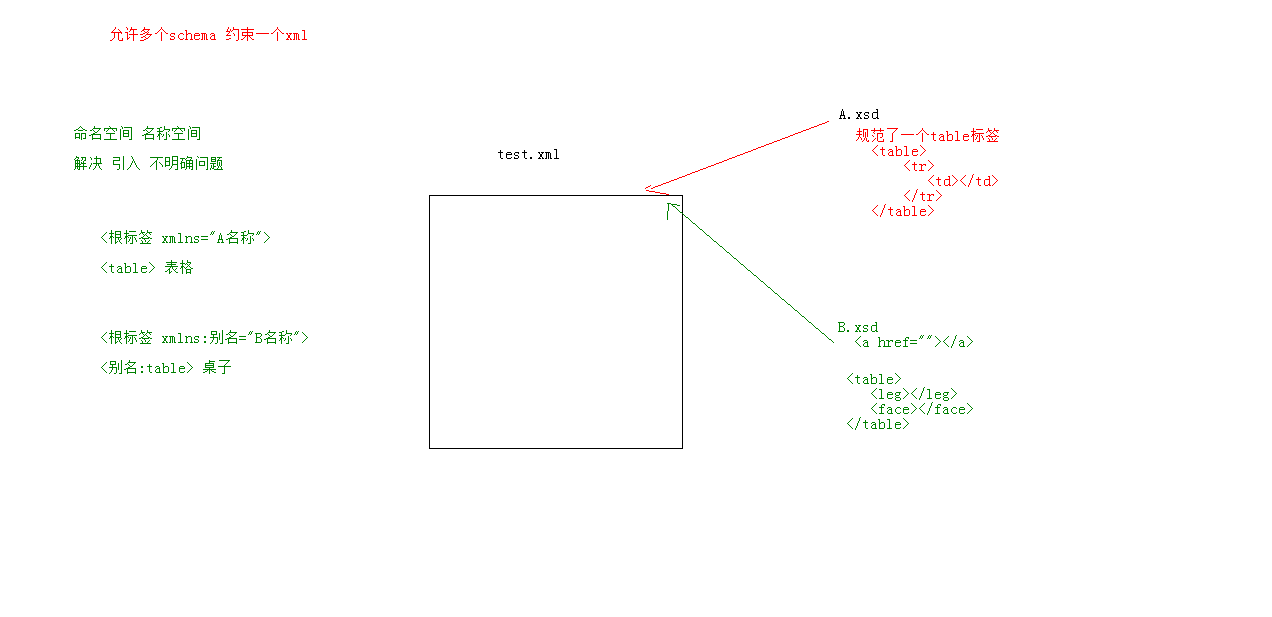 允许多个schema 约束一个xml
命名空间 名称空间
解决 引入 不明确问题
<根标签 xmlns="A名称">
<table> 表格
<根标签 xmlns:别名="B名称">
<别名:table> 桌子
test.xml
A.xsd
规范了一个table标签
<table>
<tr>
<td></td>
</tr>
</table>
B.xsd
<a href=""></a>
<table>
<leg></leg>
<face></face>
</table>